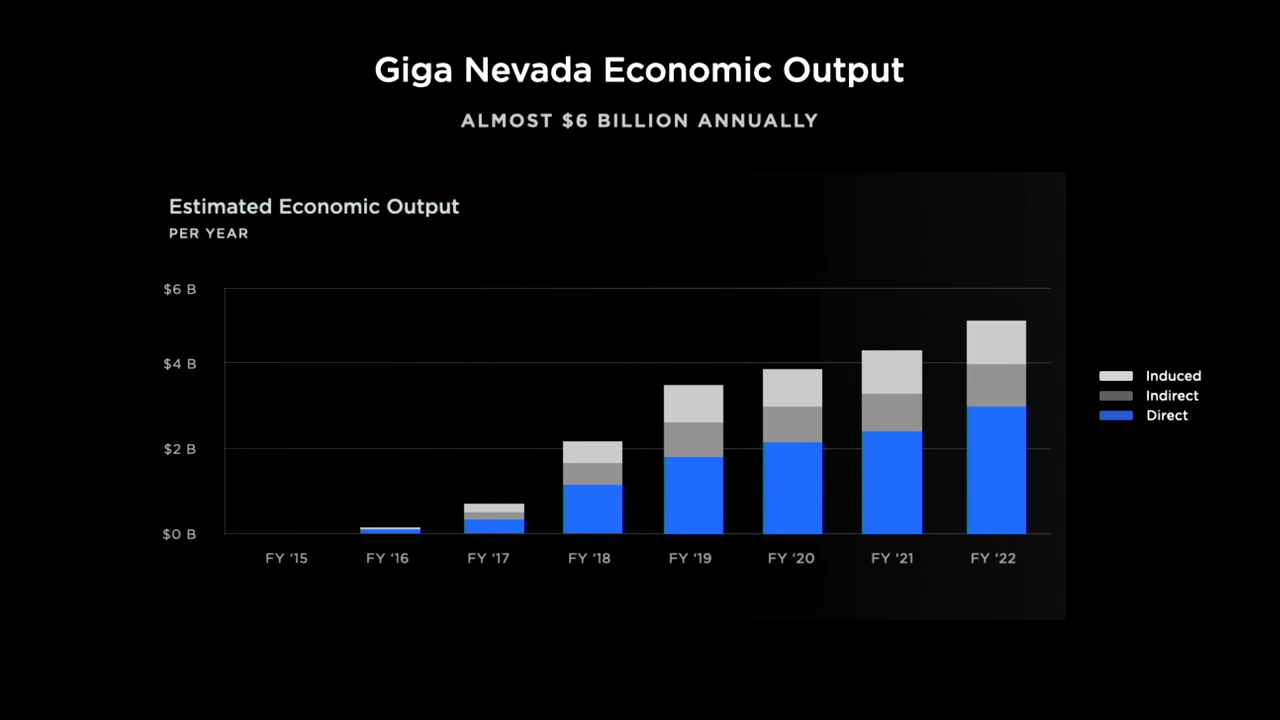 Giga Nevada Economic Output
ALMOST $6 BILLION ANNUALLY
Estimated Economic Output
PER YEAR
$6 B
$4 B
$2 B
$0 B
FY ‘15 FY ‘16 FY ‘17 FY ‘18 FY ‘19 FY ‘20 FY ‘21 FY ‘22
Induced
Indirect
Direct